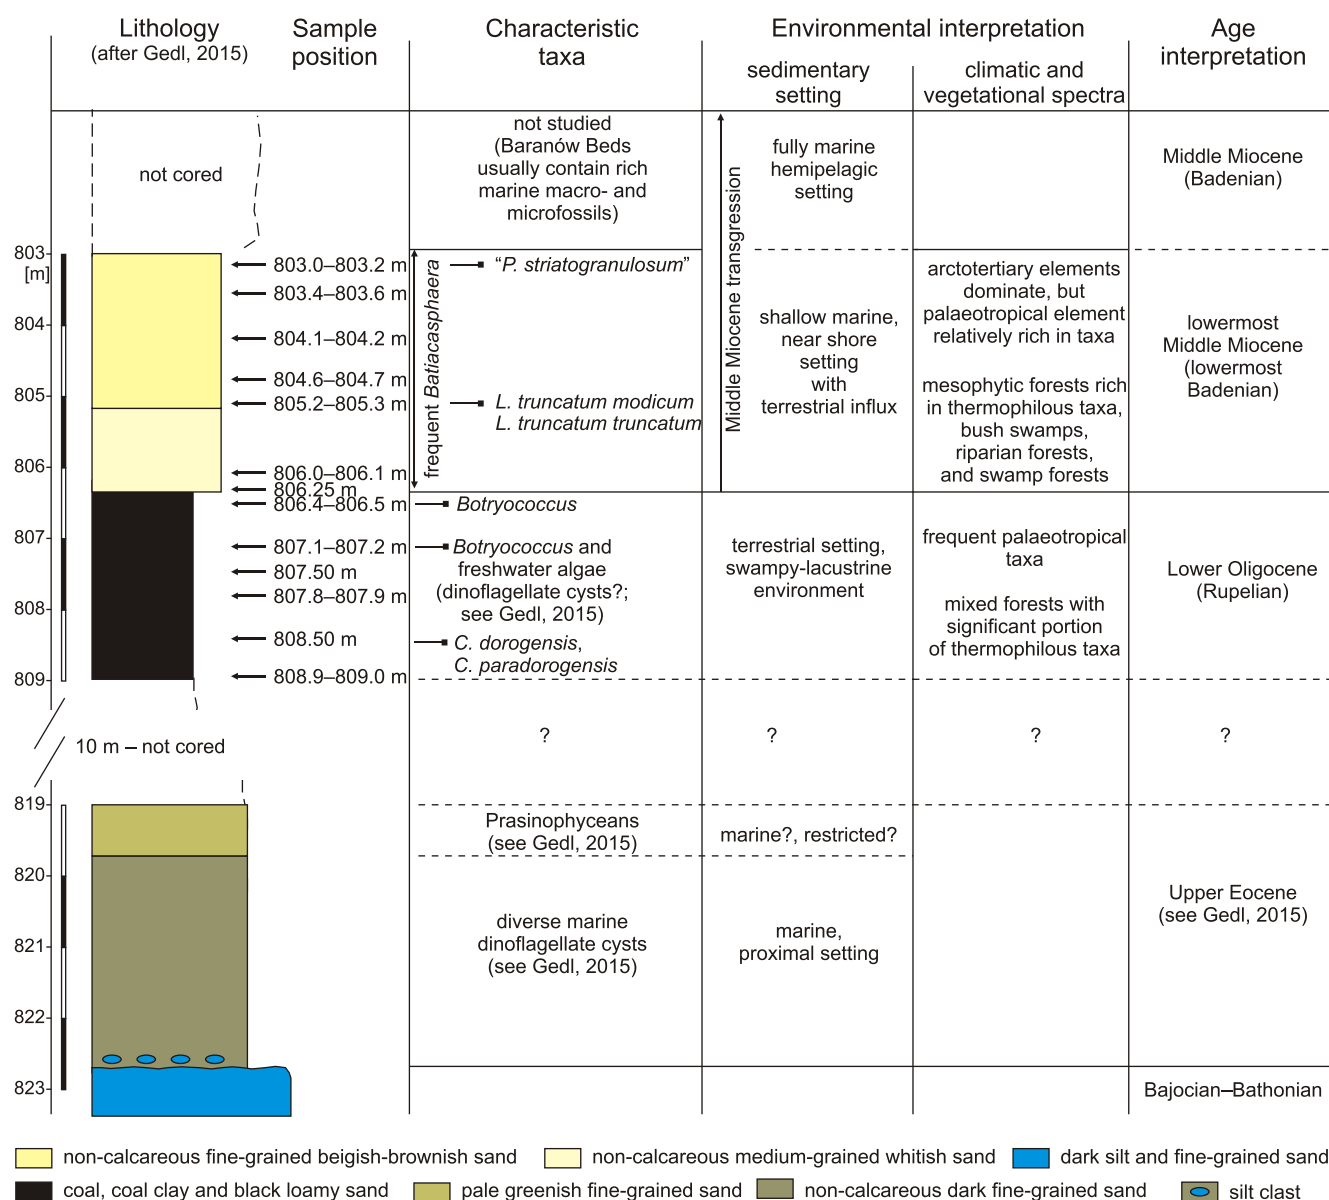 Lithology
(after Gedl, 2015)
Sample
position
Characteristic
taxa
Environmental interpretation
sedimentary
setting
climatic and
vegetational spectra
Age
interpretation
not cored
not studied
(Baranów Beds
usually contain rich
marine macro- and
microfossils)
Middle Miocene transgression
fully marine
hemipelagic
setting
Middle Miocene
(Badenian)
803
[m]
804
805
806
807
808
809
803.0–803.2 m
803.4–803.6 m
804.1–804.2 m
804.6–804.7 m
805.2–805.3 m
806.0–806.1 m
806.25 m
806.4–806.5 m
807.1–807.2 m
807.50 m
807.8–807.9 m
808.50 m
808.9–809.0 m
frequent Batiacasphaera
"P. striatogranulosum"
L. truncatum modicum
L. truncatum truncatum
shallow marine,
near shore
setting
with
terrestrial influx
arctotertiary elements
dominate, but
palaeotropical element
relatively rich in taxa
mesophytic forests rich
in thermophilous taxa,
bush swamps,
riparian forests,
and swamp forests
lowermost
Middle Miocene
(lowermost
Badenian)
Botryococcus
Botryococcus and
freshwater algae
(dinoflagellate cysts?;
see Gedl, 2015)
C. dorogensis,
C. paradorogensis
terrestrial setting,
swampy-lacustrine
environment
frequent palaeotropical
taxa
mixed forests with
significant portion
of thermophilous taxa
Lower Oligocene
(Rupelian)
10 m – not cored
?
?
?
?
819
820
821
822
823
Prasinophyceans
(see Gedl, 2015)
marine?, restricted?
diverse marine
dinoflagellate cysts
(see Gedl, 2015)
marine,
proximal setting
Upper Eocene
(see Gedl, 2015)
Bajocian–Bathonian
non-calcareous fine-grained beigish-brownish sand
non-calcareous medium-grained whitish sand
dark silt and fine-grained sand
coal, coal clay and black loamy sand
pale greenish fine-grained sand
non-calcareous dark fine-grained sand
silt clast